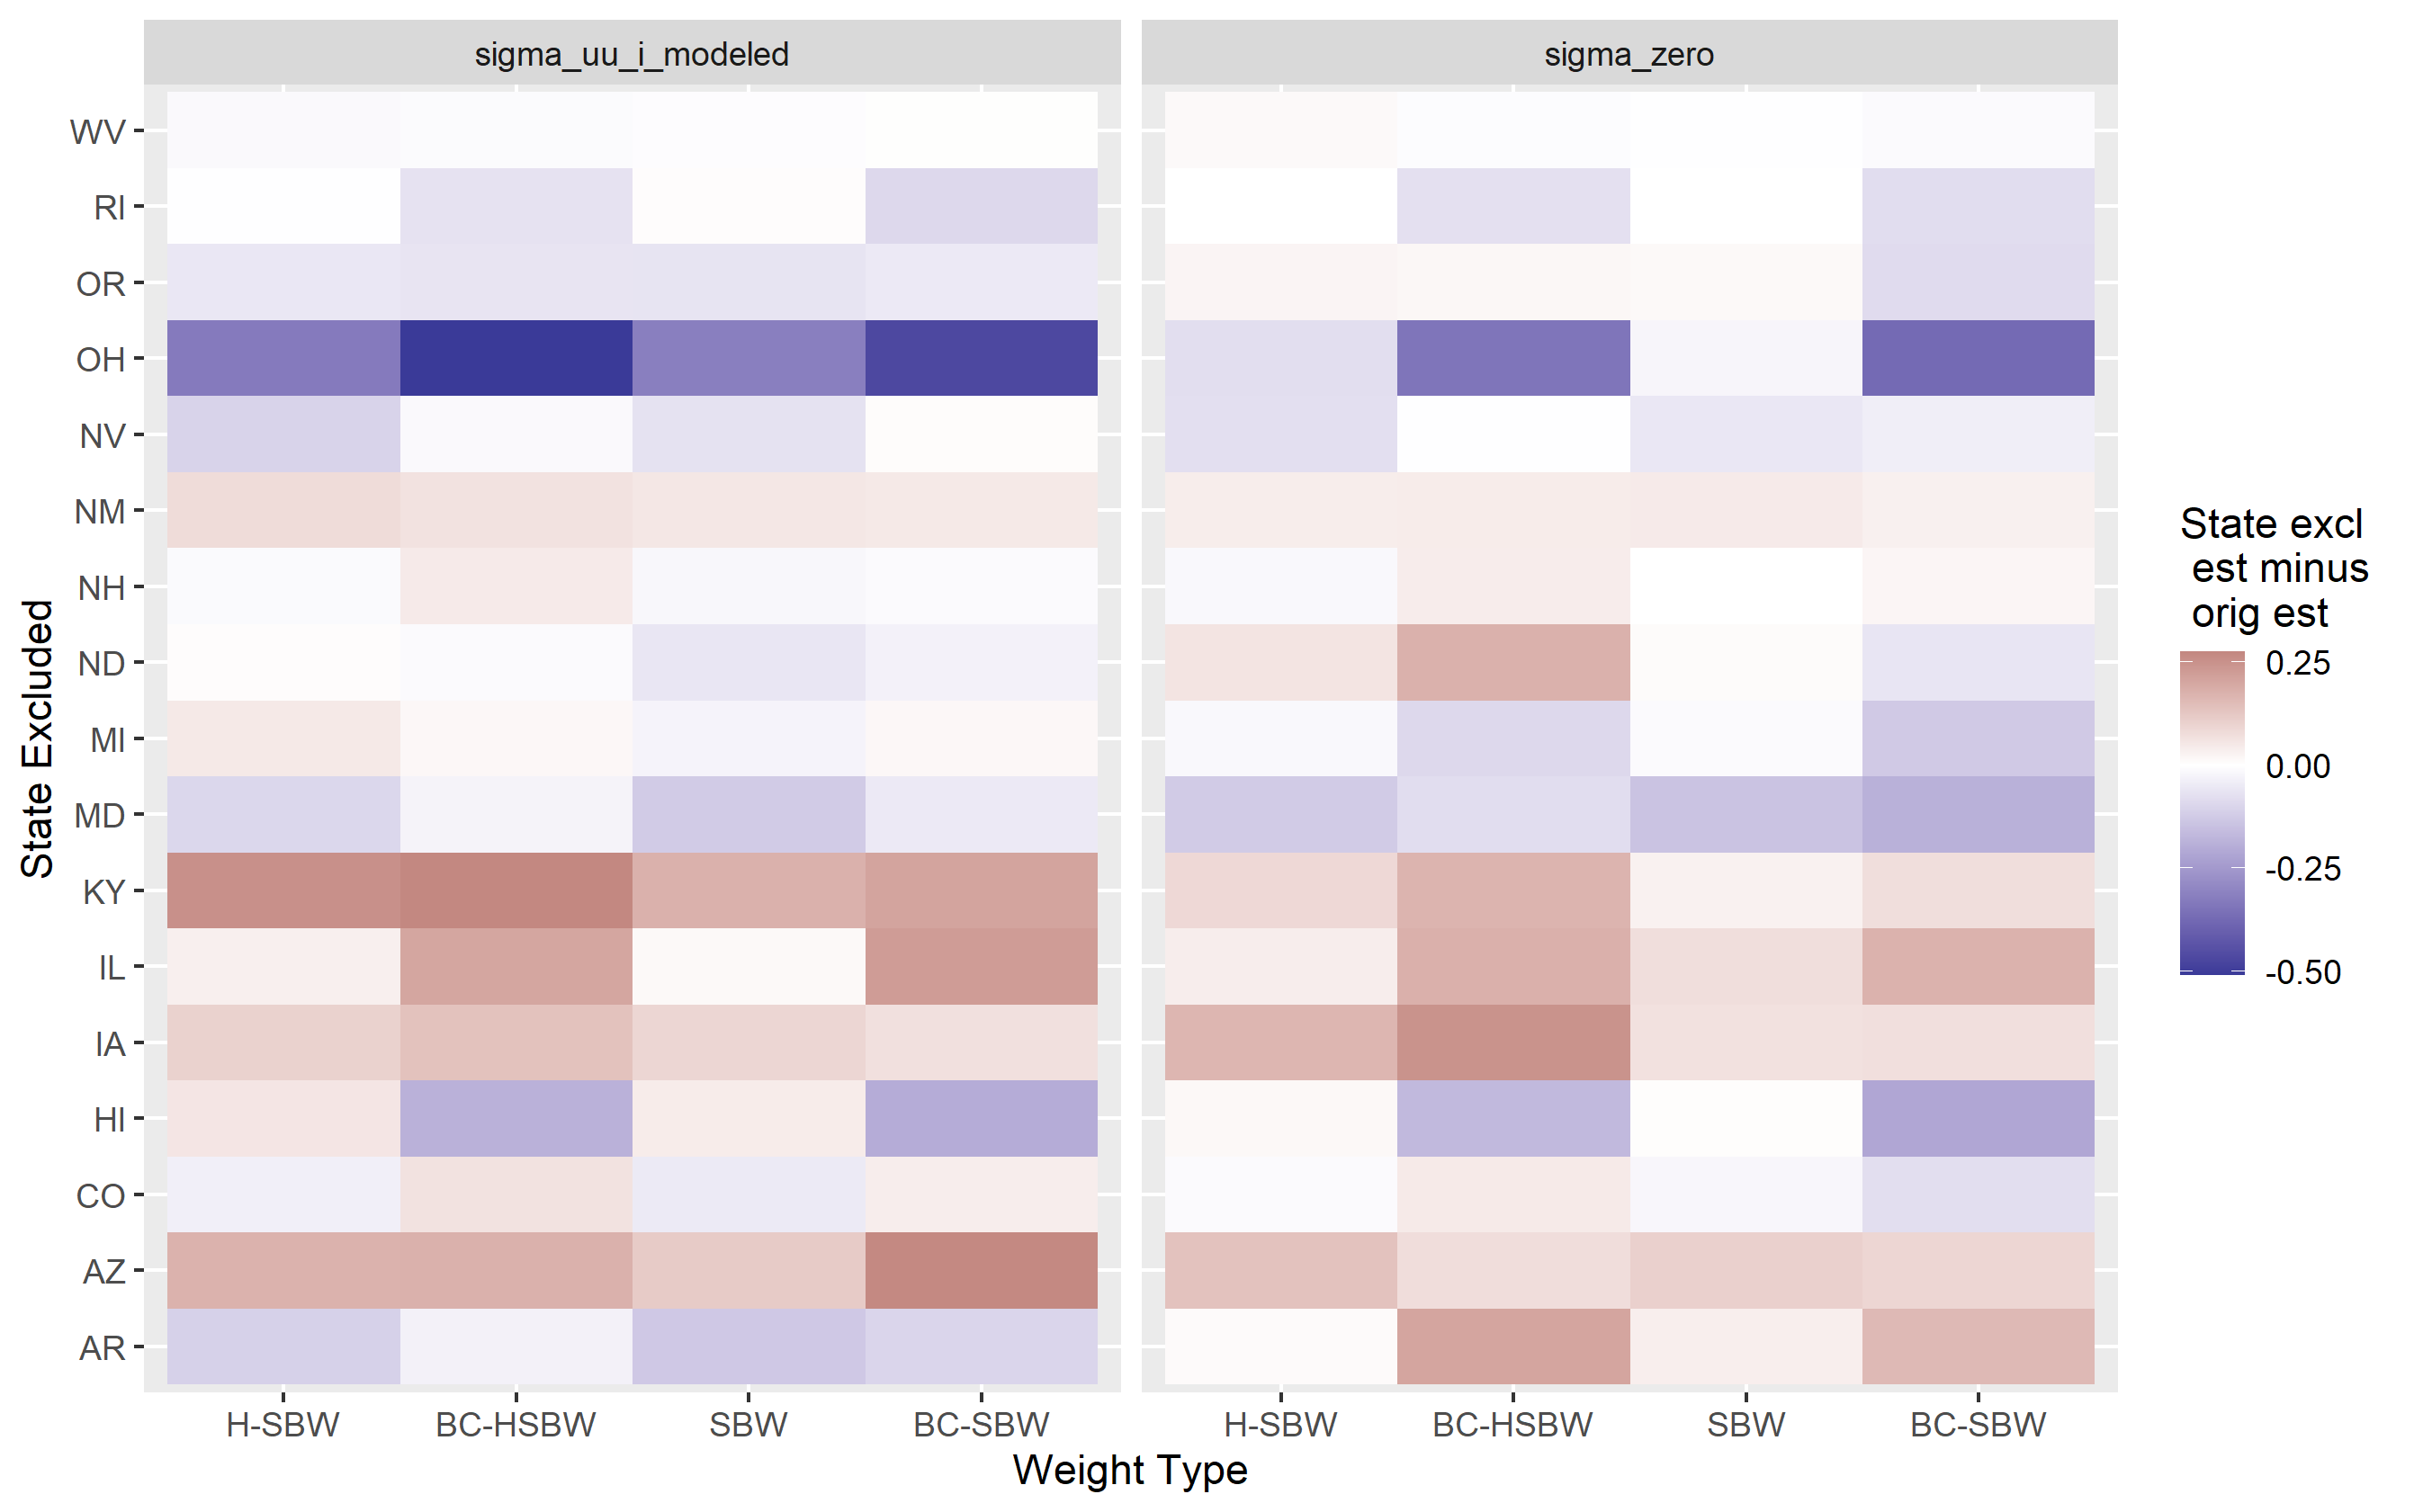 sigma_uu_i_modeled
sigma_zero
State Excluded
WV
RI
OR
OH
NV
NM
NH
ND
MI
MD
KY
IL
IA
HI
CO
AZ
AR
H-SBW
BC-HSBW
SBW
BC-SBW
H-SBW
BC-HSBW
SBW
BC-SBW
Weight Type
State excl
est minus
orig est
0.25
0.00
-0.25
-0.50